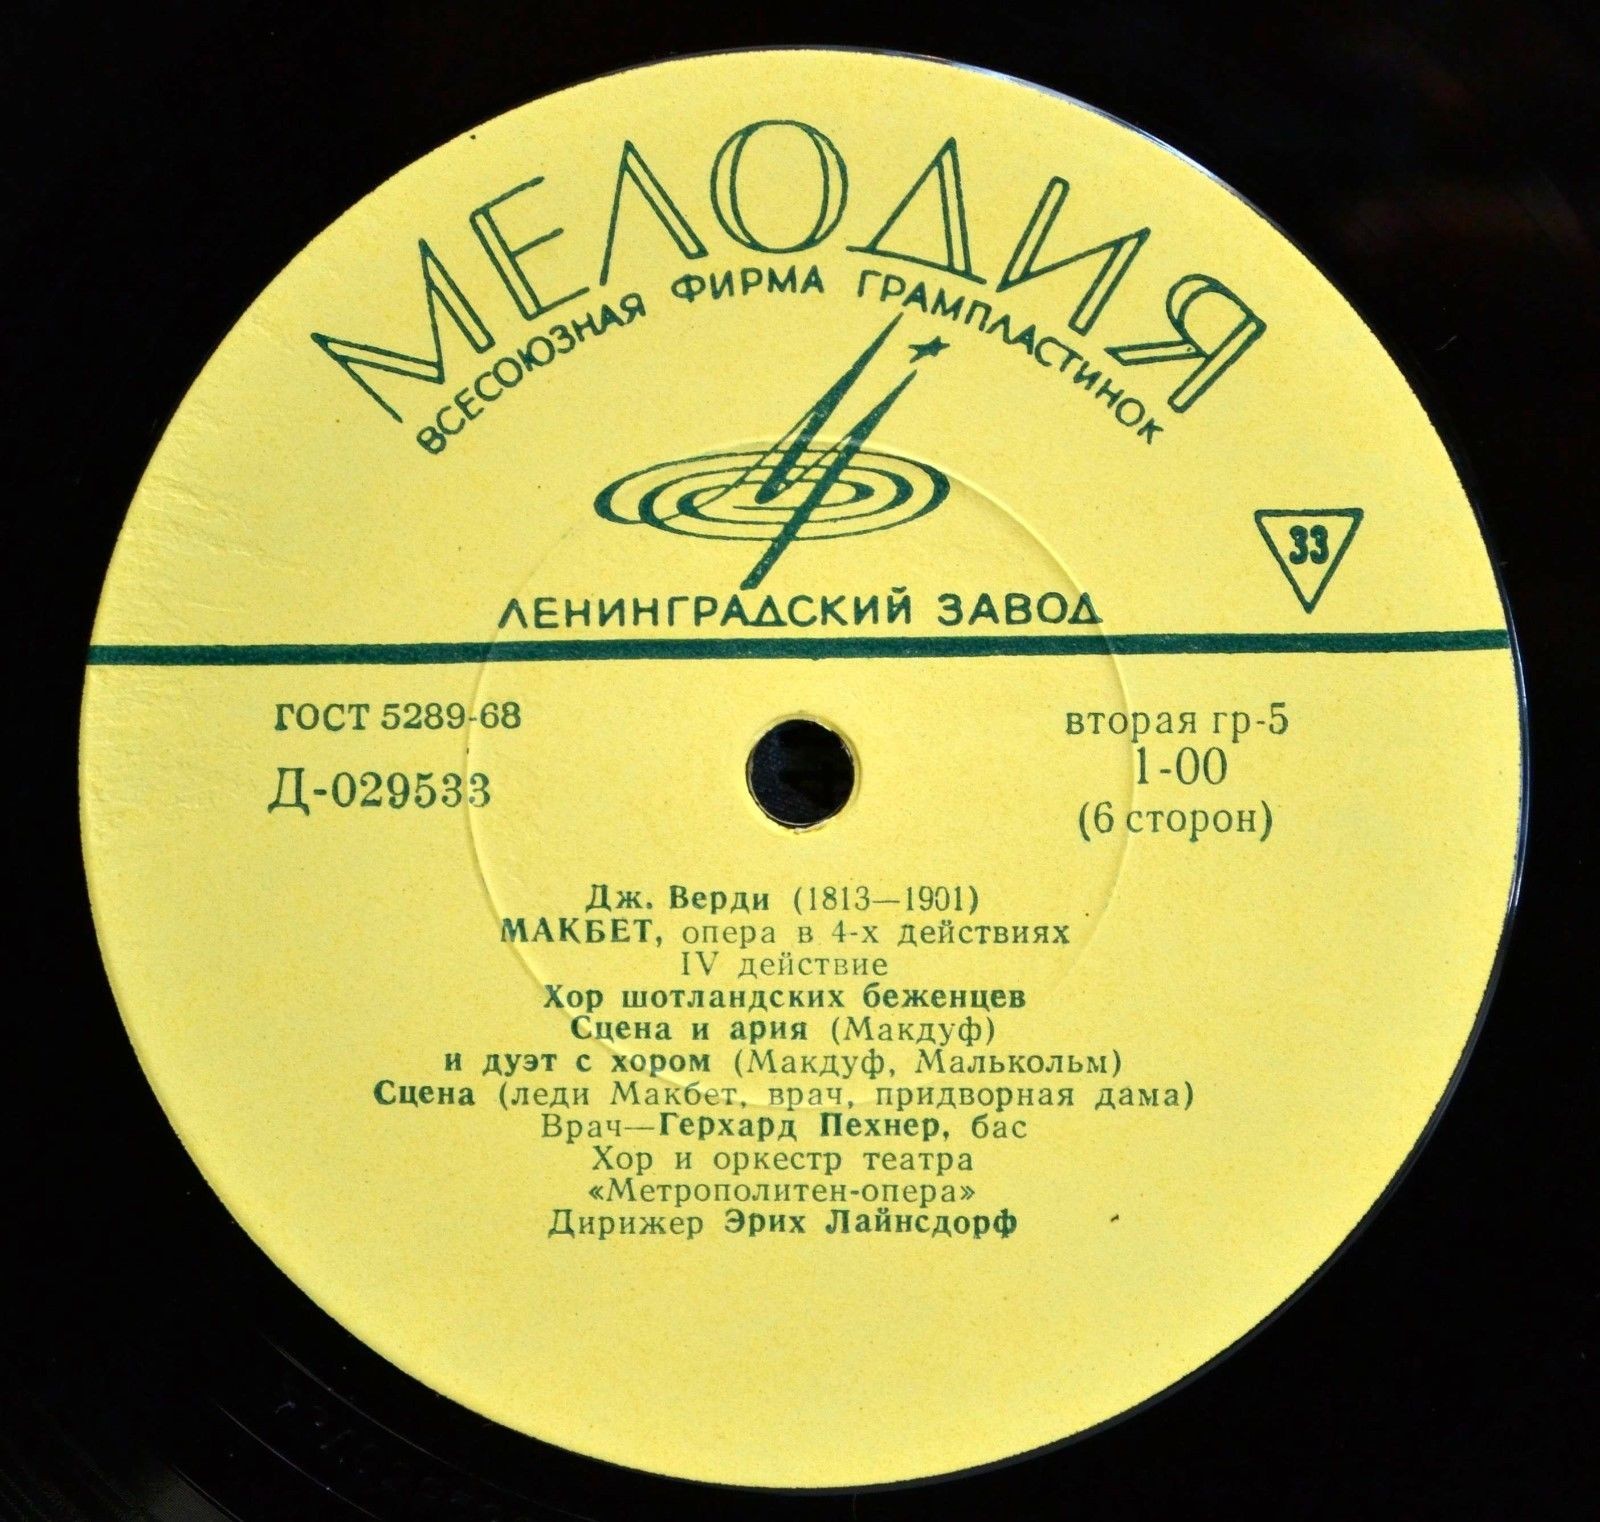 МЕЛОДИЯ
ВСЕСОЮЗНАЯ ФИРМА ГРАМПЛАСТИНОК
33
ЛЕНИНГРАДСКИЙ ЗАВОД
ГОСТ 5289-68
вторая гр-5
Д-029533
1-00
(6 сторон)
Дж. Верди (1813—1901)
МАКБЕТ, опера в 4-х действиях
IV действие
Хор шотландских беженцев
Сцена и ария (Макдуф)
и дуэт с хором (Макдуф, Малькольм)
Сцена (леди Макбет, врач, придворная дама)
Врач—Герхард Пехнер, бас
Хор и оркестр театра
«Метрополитен-опера»
Дирижер Эрих Лайнсдорф